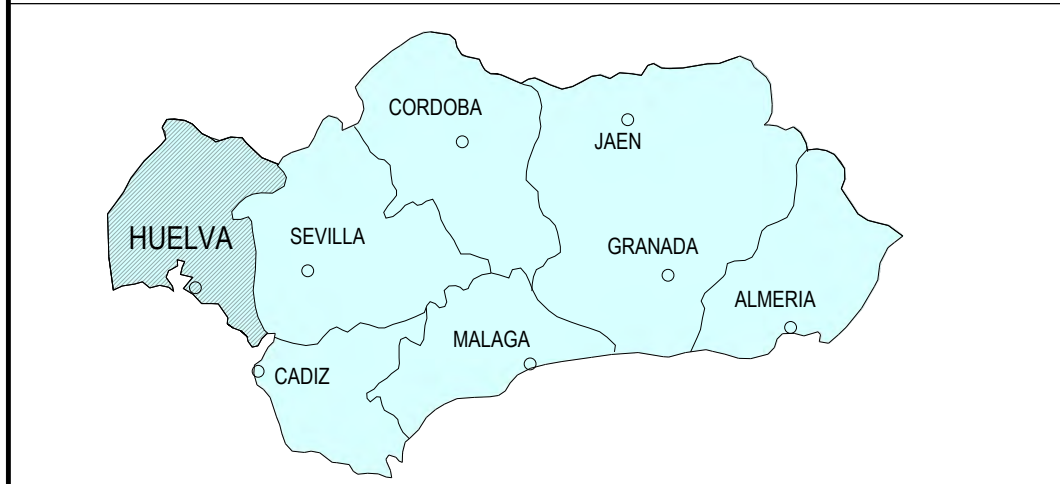 CORDOBA
JAEN
HUELVA
SEVILLA
GRANADA
ALMERIA
MALAGA
CADIZ